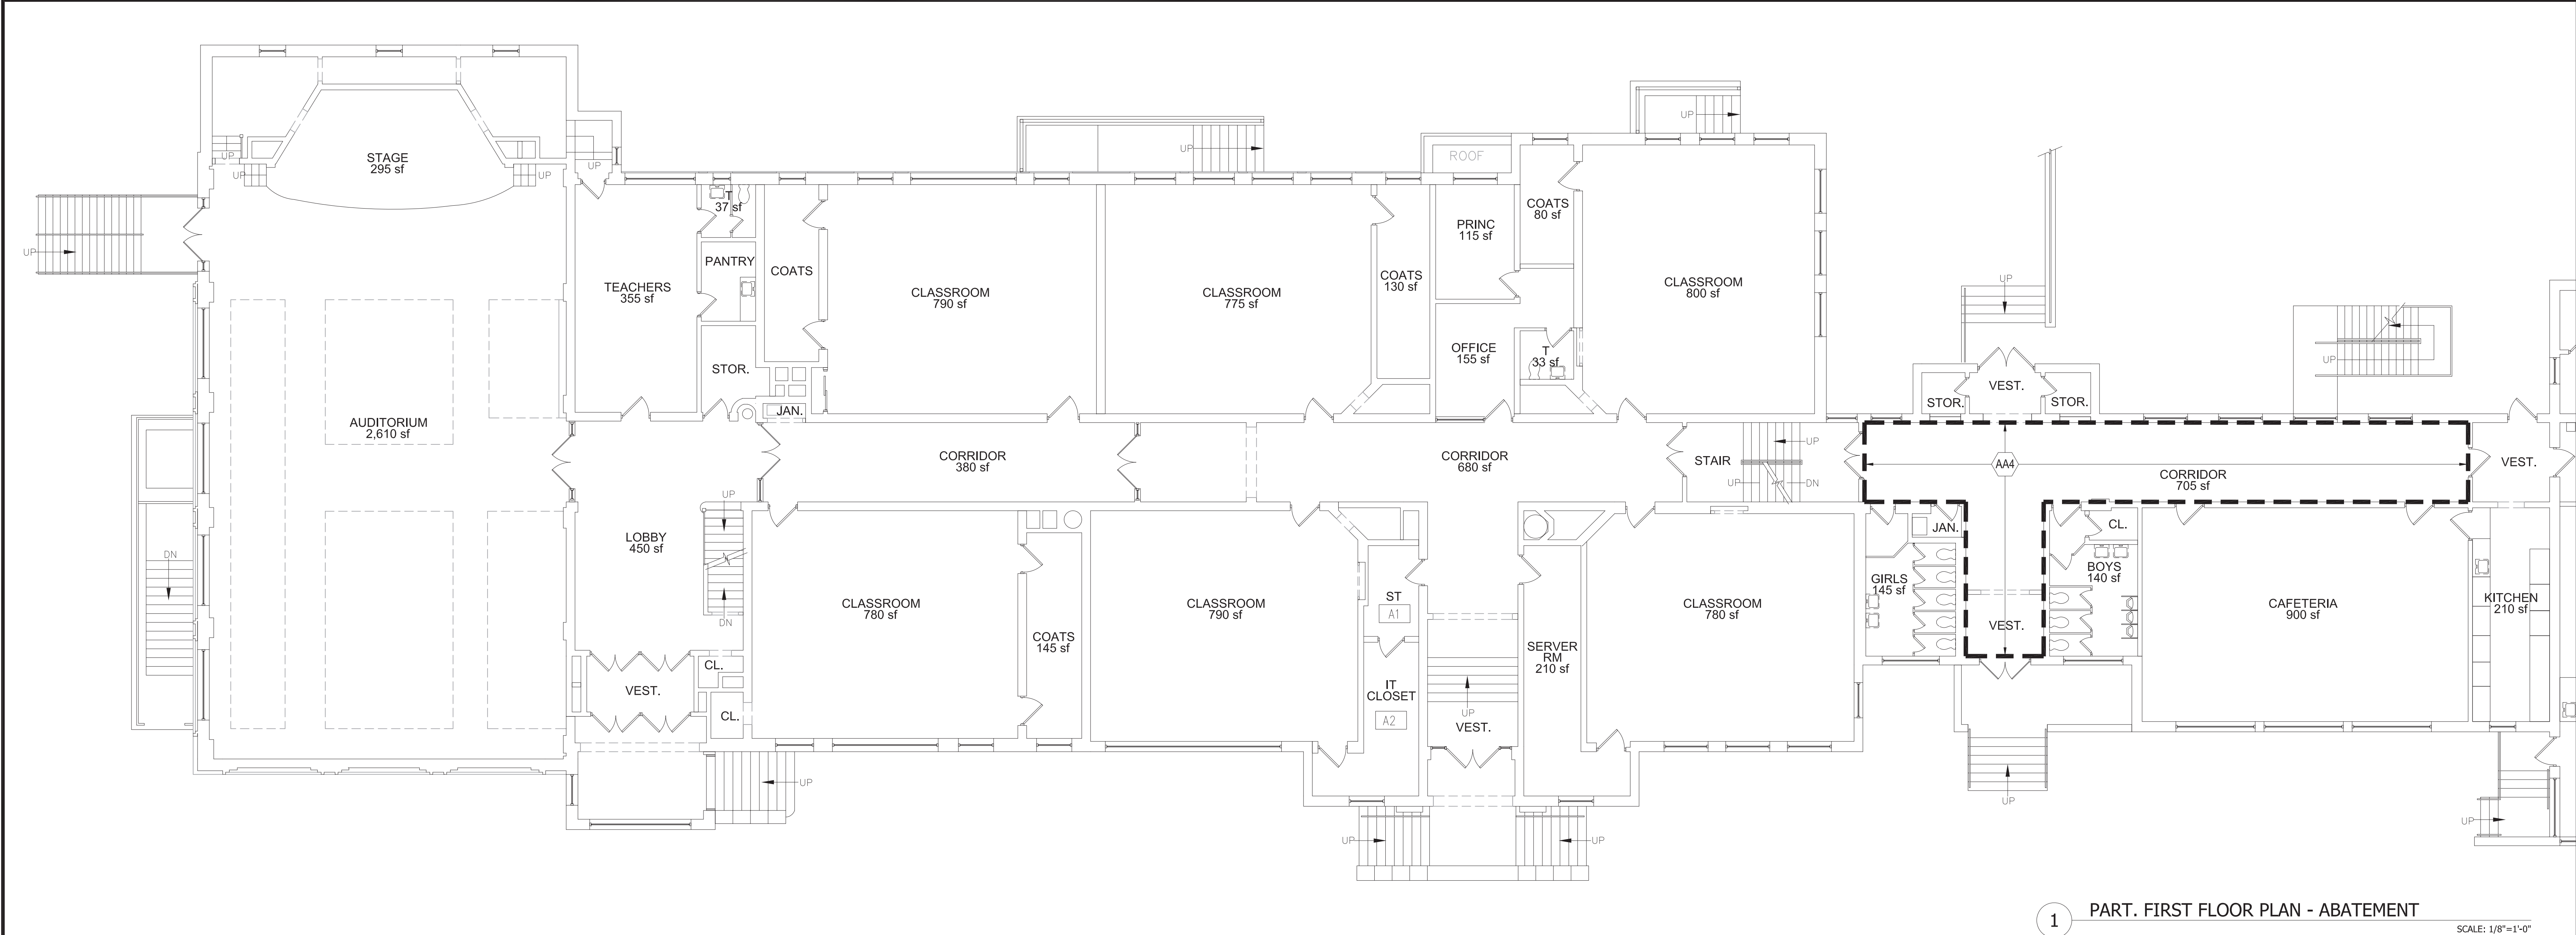 STAGE
295 sf
UP
UP
UP
UP
UP
TEACHERS
355 sf
T
37 sf
PANTRY
STOR.
JAN.
COATS
CLASSROOM
790 sf
UP
CLASSROOM
775 sf
COATS
130 sf
ROOF
PRINC
115 sf
OFFICE
155 sf
COATS
80 sf
T
33 sf
UP
CLASSROOM
800 sf
UP
UP
STOR.
VEST.
STOR.
AUDITORIUM
2,610 sf
DN
LOBBY
450 sf
UP
DN
CORRIDOR
380 sf
CORRIDOR
680 sf
STAIR
UP
UP
DN
AA4
CORRIDOR
705 sf
VEST.
CL.
CL.
VEST.
UP
CLASSROOM
780 sf
COATS
145 sf
CLASSROOM
790 sf
ST
A1
IT
CLOSET
A2
UP
VEST.
UP
UP
SERVER
RM
210 sf
CLASSROOM
780 sf
GIRLS
145 sf
JAN.
VEST.
UP
CL.
BOYS
140 sf
CAFETERIA
900 sf
KITCHEN
210 sf
UP
1
PART. FIRST FLOOR PLAN - ABATEMENT
SCALE: 1/8"=1'-0"